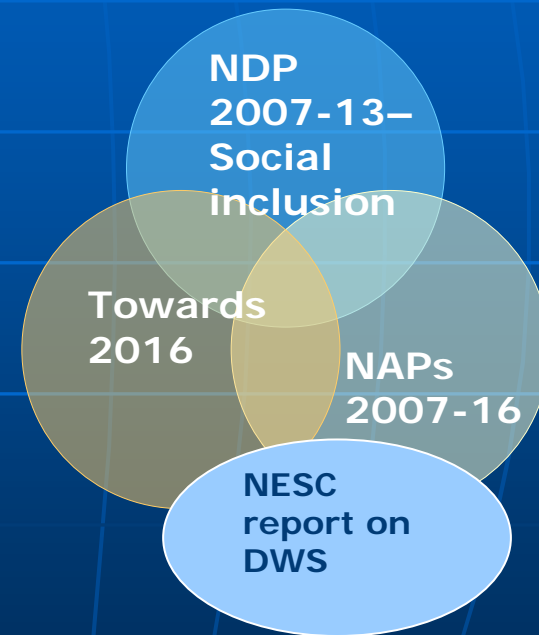 NDP
2007-13–
Social
inclusion
Towards
2016
NAPs
2007-16
NESC
report on
DWS